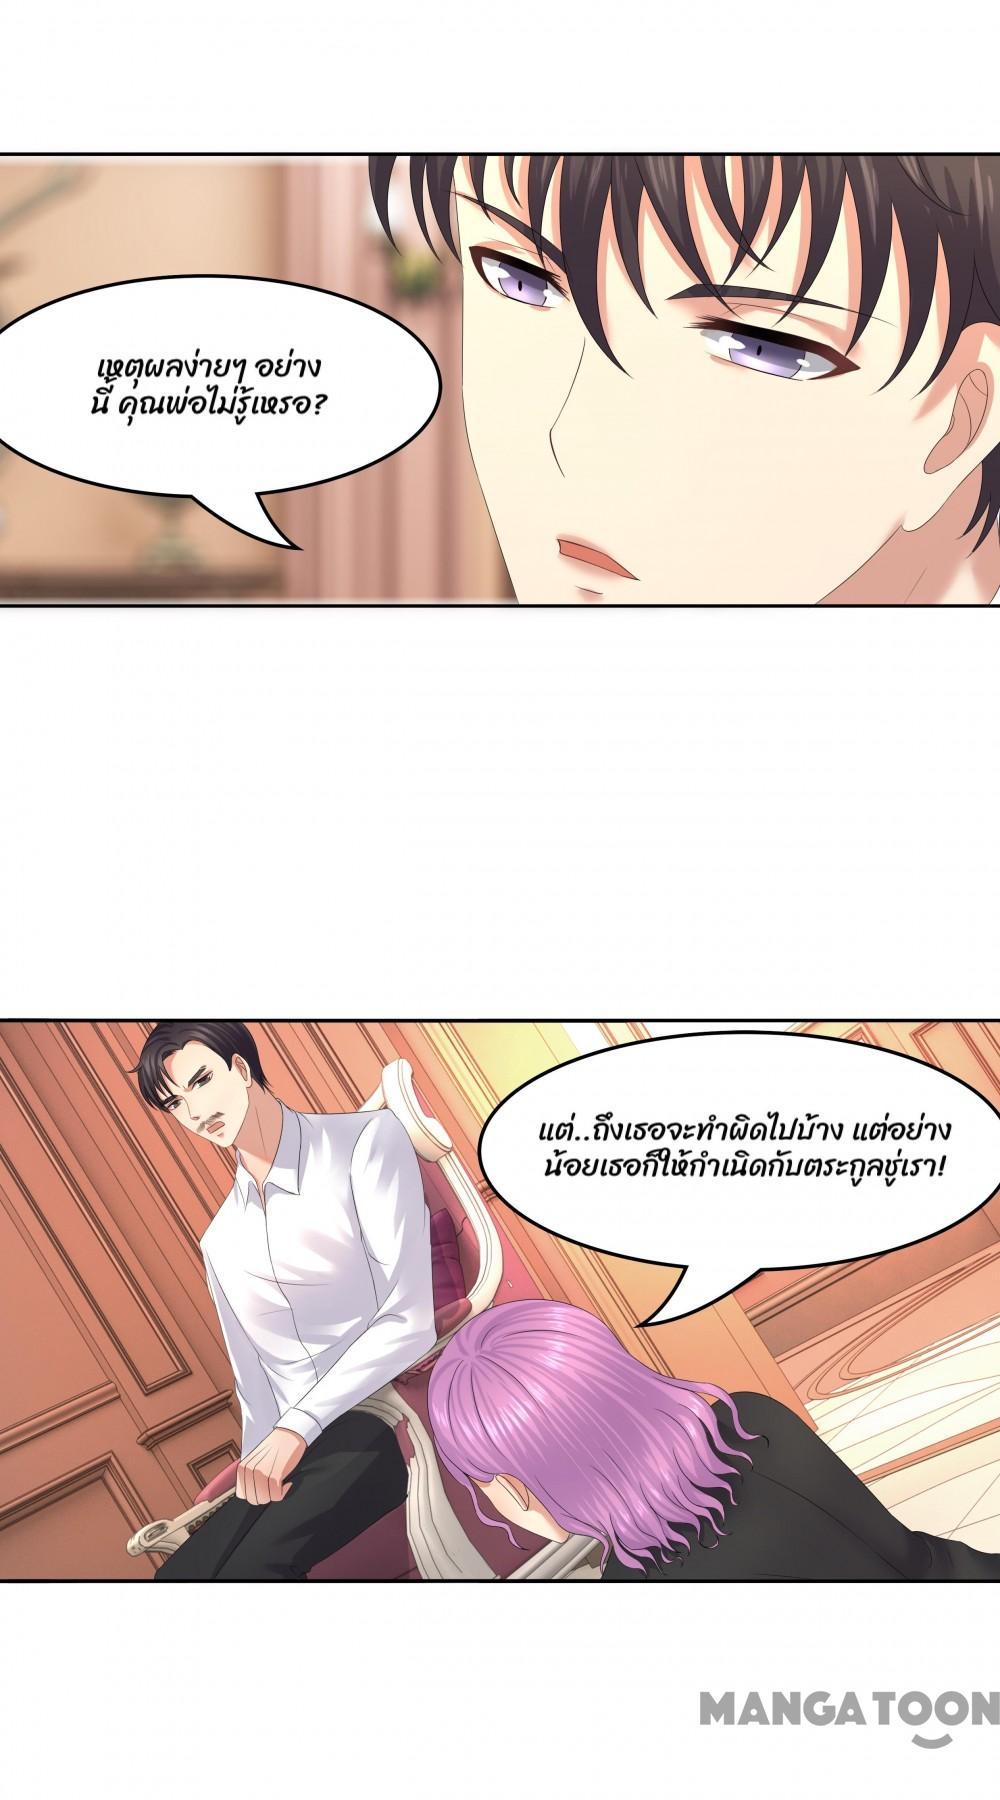 เหตุผลง่ายๆ อย่าง
นี้ คุณพ่อไม่รู้เหรอ?
แต่..ถึงเธอจะทำผิดไปบ้าง แต่อย่าง
น้อยเธอก็ให้กำเนิดกับตระกูลชู่เรา!
MANGATOON